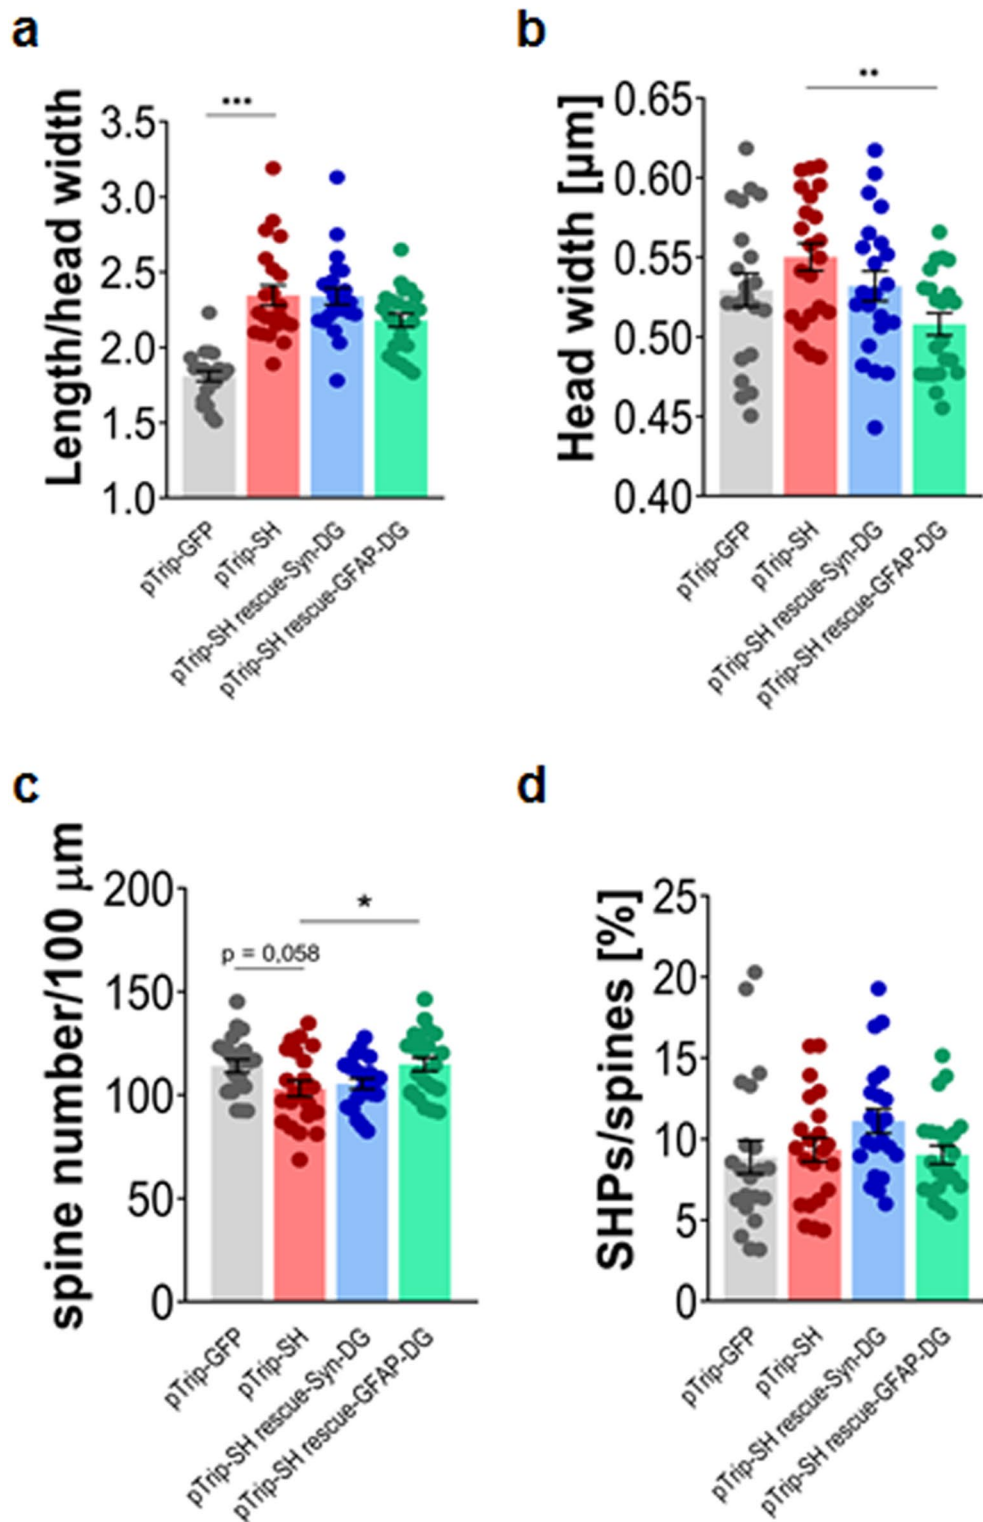 a
Length/head width
•••
3.5
3.0
2.5
2.0
1.5
1.0
pTrip-GFP
pTrip-SH
pTrip-SH rescue-Syn-DG
pTrip-SH rescue-GFAP-DG
b
Head width [µm]
••
0.65
0.60
0.55
0.50
0.45
0.40
pTrip-GFP
pTrip-SH
pTrip-SH rescue-Syn-DG
pTrip-SH rescue-GFAP-DG
c
spine number/100 µm
*
p = 0,058
200
150
100
50
0
pTrip-GFP
pTrip-SH
pTrip-SH rescue-Syn-DG
pTrip-SH rescue-GFAP-DG
d
SHPs/spines [%]
25
20
15
10
5
0
pTrip-GFP
pTrip-SH
pTrip-SH rescue-Syn-DG
pTrip-SH rescue-GFAP-DG